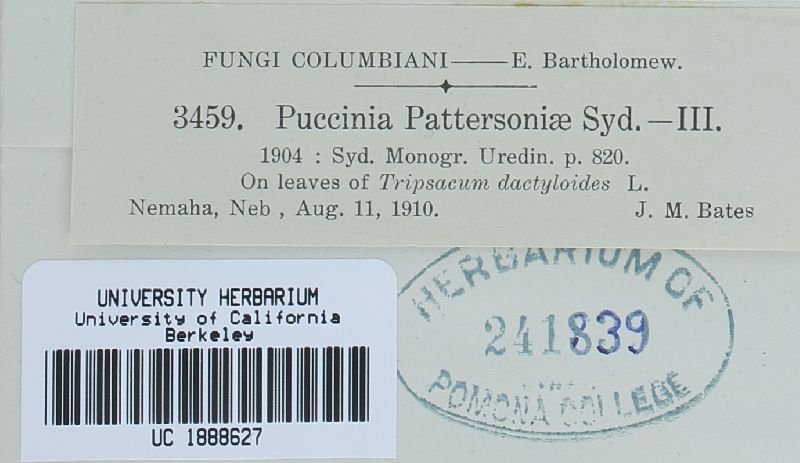 FUNGI COLUMBIANI——E. Bartholomew.
3459. Puccinia Pattersoniæ Syd.—III.
1904 : Syd. Monogr. Uredin. p. 820.
On leaves of Tripsacum dactyloides L.
Nemaha, Neb , Aug. 11, 1910. J. M. Bates
HERBARIUM OF
241839
POMONA COLLEGE
UNIVERSITY HERBARIUM
University of California
Berkeley
UC 1888627